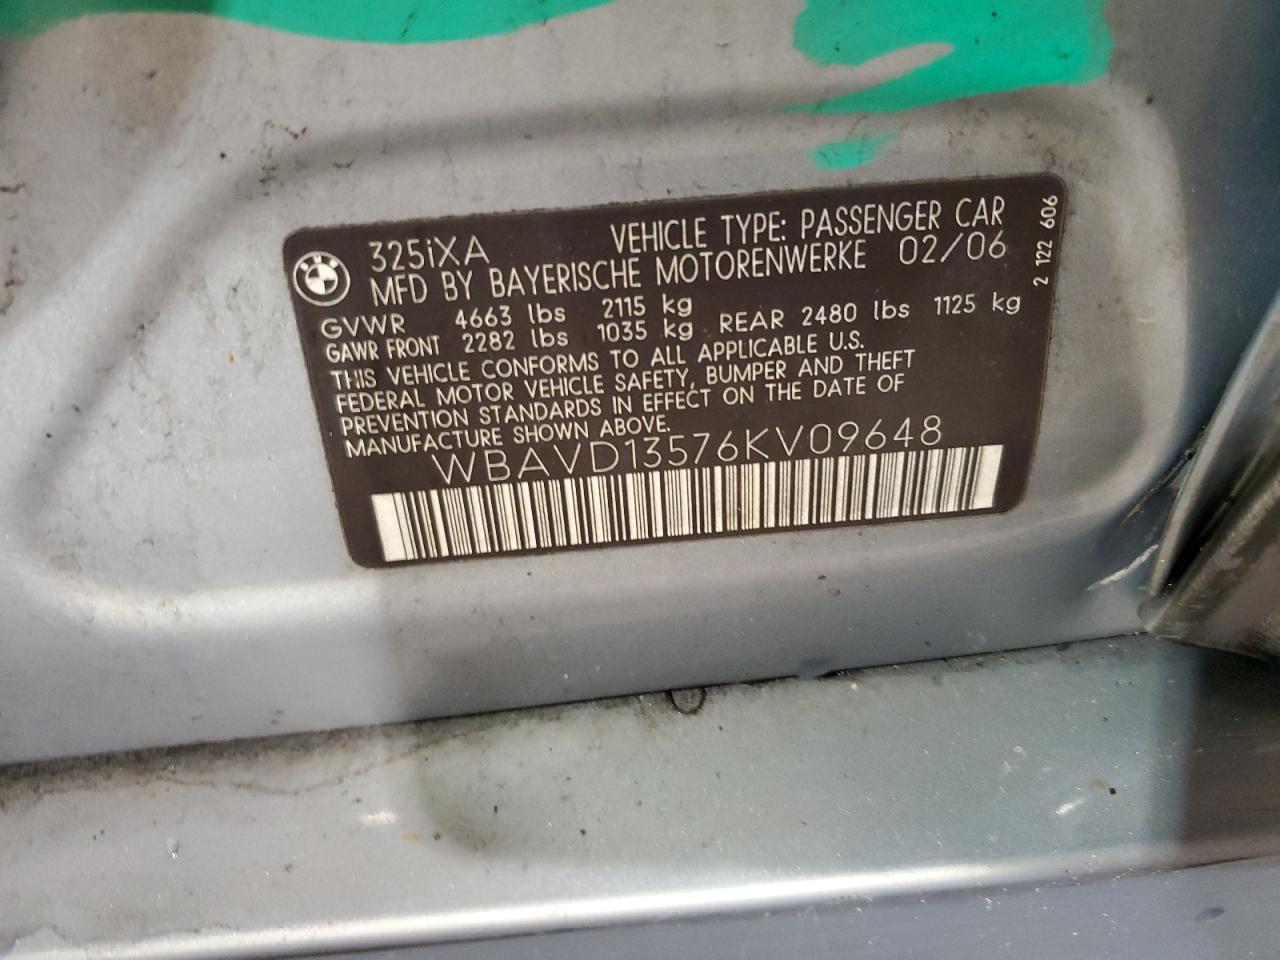 BMW
325iXA VEHICLE TYPE: PASSENGER CAR
MFD BY BAYERISCHE MOTORENWERKE 02/06
GVWR 4663 lbs 2115 kg
GAWR FRONT 2282 lbs 1035 kg REAR 2480 lbs 1125 kg
THIS VEHICLE CONFORMS TO ALL APPLICABLE U.S.
FEDERAL MOTOR VEHICLE SAFETY, BUMPER AND THEFT
PREVENTION STANDARDS IN EFFECT ON THE DATE OF
MANUFACTURE SHOWN ABOVE.
WBAVD13576KV09648
2 122 606